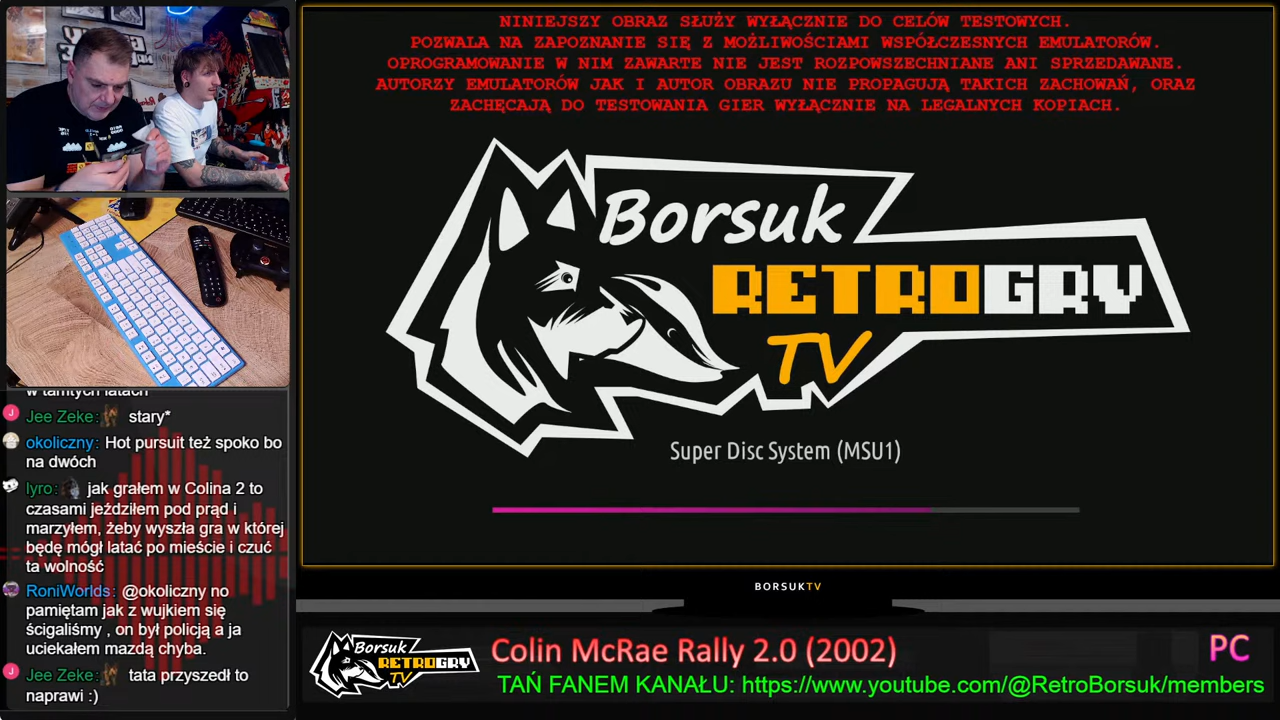 NINIEJSZY OBRAZ SŁUŻY WYŁĄCZNIE DO CELÓW TESTOWYCH.
POZWALA NA ZAPOZNANIE SIĘ Z MOŻLIWOŚCIAMI WSPÓŁCZESNYCH EMULATORÓW.
OPROGRAMOWANIE W NIM ZAWARTE NIE JEST ROZPOWSZECHNIANE ANI SPRZEDAWANE.
AUTORZY EMULATORÓW JAK I AUTOR OBRAZU NIE PROPAGUJĄ TAKICH ZACHOWAŃ, ORAZ
ZACHĘCAJĄ DO TESTOWANIA GIER WYŁĄCZNIE NA LEGALNYCH KOPIACH.
Borsuk
RETROGRY
TV
Super Disc System (MSU1)
w tamtych latach
Jee Zeke: stary*
okoliczny: Hot pursuit też spoko bo
na dwóch
lyro: jak grałem w Colina 2 to
czasami jeździłem pod prąd i
marzyłem, żeby wyszła gra w której
będę mógł latać po mieście i czuć
ta wolność
RoniWorlds: @okoliczny no
pamiętam jak z wujkiem się
ścigaliśmy , on był policją a ja
uciekałem mazdą chyba.
Jee Zeke: tata przyszedł to
naprawi :)
BORSUKTV
Borsuk
RETROGRY
TV
Colin McRae Rally 2.0 (2002)
PC
TAŃ FANEM KANAŁU: https://www.youtube.com/@RetroBorsuk/members